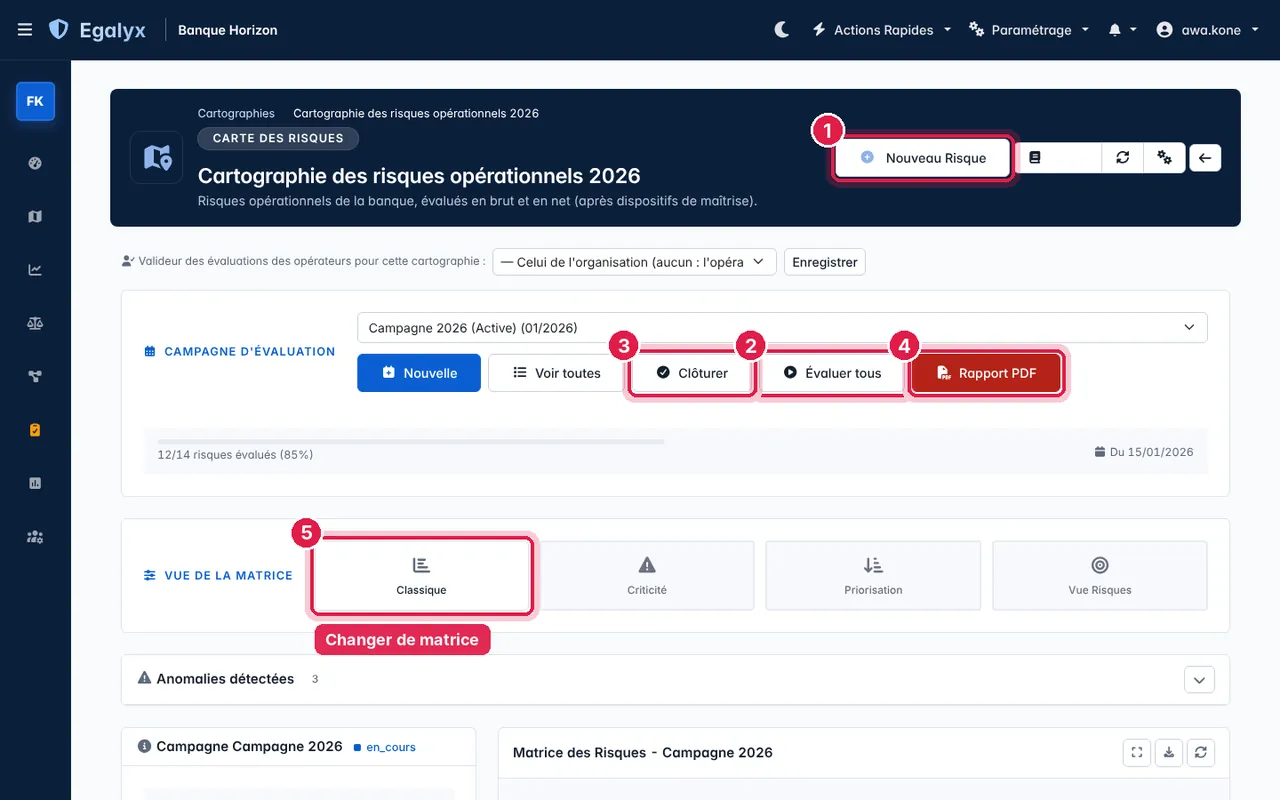 Egalyx
Banque Horizon
Actions Rapides
Paramétrage
awa.kone
FK
Cartographies
Cartographie des risques opérationnels 2026
CARTE DES RISQUES
Cartographie des risques opérationnels 2026
Risques opérationnels de la banque, évalués en brut et en net (après dispositifs de maîtrise).
1
Nouveau Risque
Valideur des évaluations des opérateurs pour cette cartographie :
— Celui de l'organisation (aucun : l'opéra
Enregistrer
CAMPAGNE D'ÉVALUATION
Campagne 2026 (Active) (01/2026)
3
2
4
Nouvelle
Voir toutes
Clôturer
Évaluer tous
Rapport PDF
12/14 risques évalués (85%)
Du 15/01/2026
5
VUE DE LA MATRICE
Classique
Criticité
Priorisation
Vue Risques
Changer de matrice
Anomalies détectées
3
Campagne Campagne 2026
en_cours
Matrice des Risques - Campagne 2026